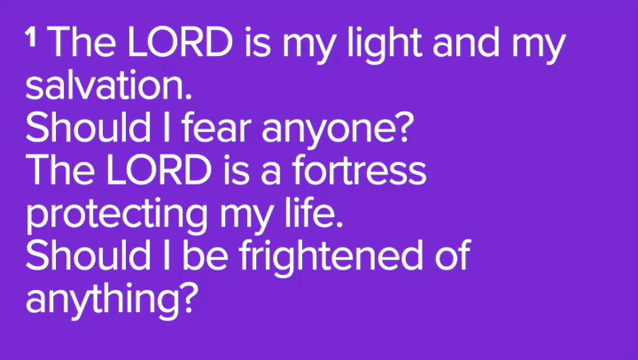 1 The LORD is my light and my
salvation.
Should I fear anyone?
The LORD is a fortress
protecting my life.
Should I be frightened of
anything?